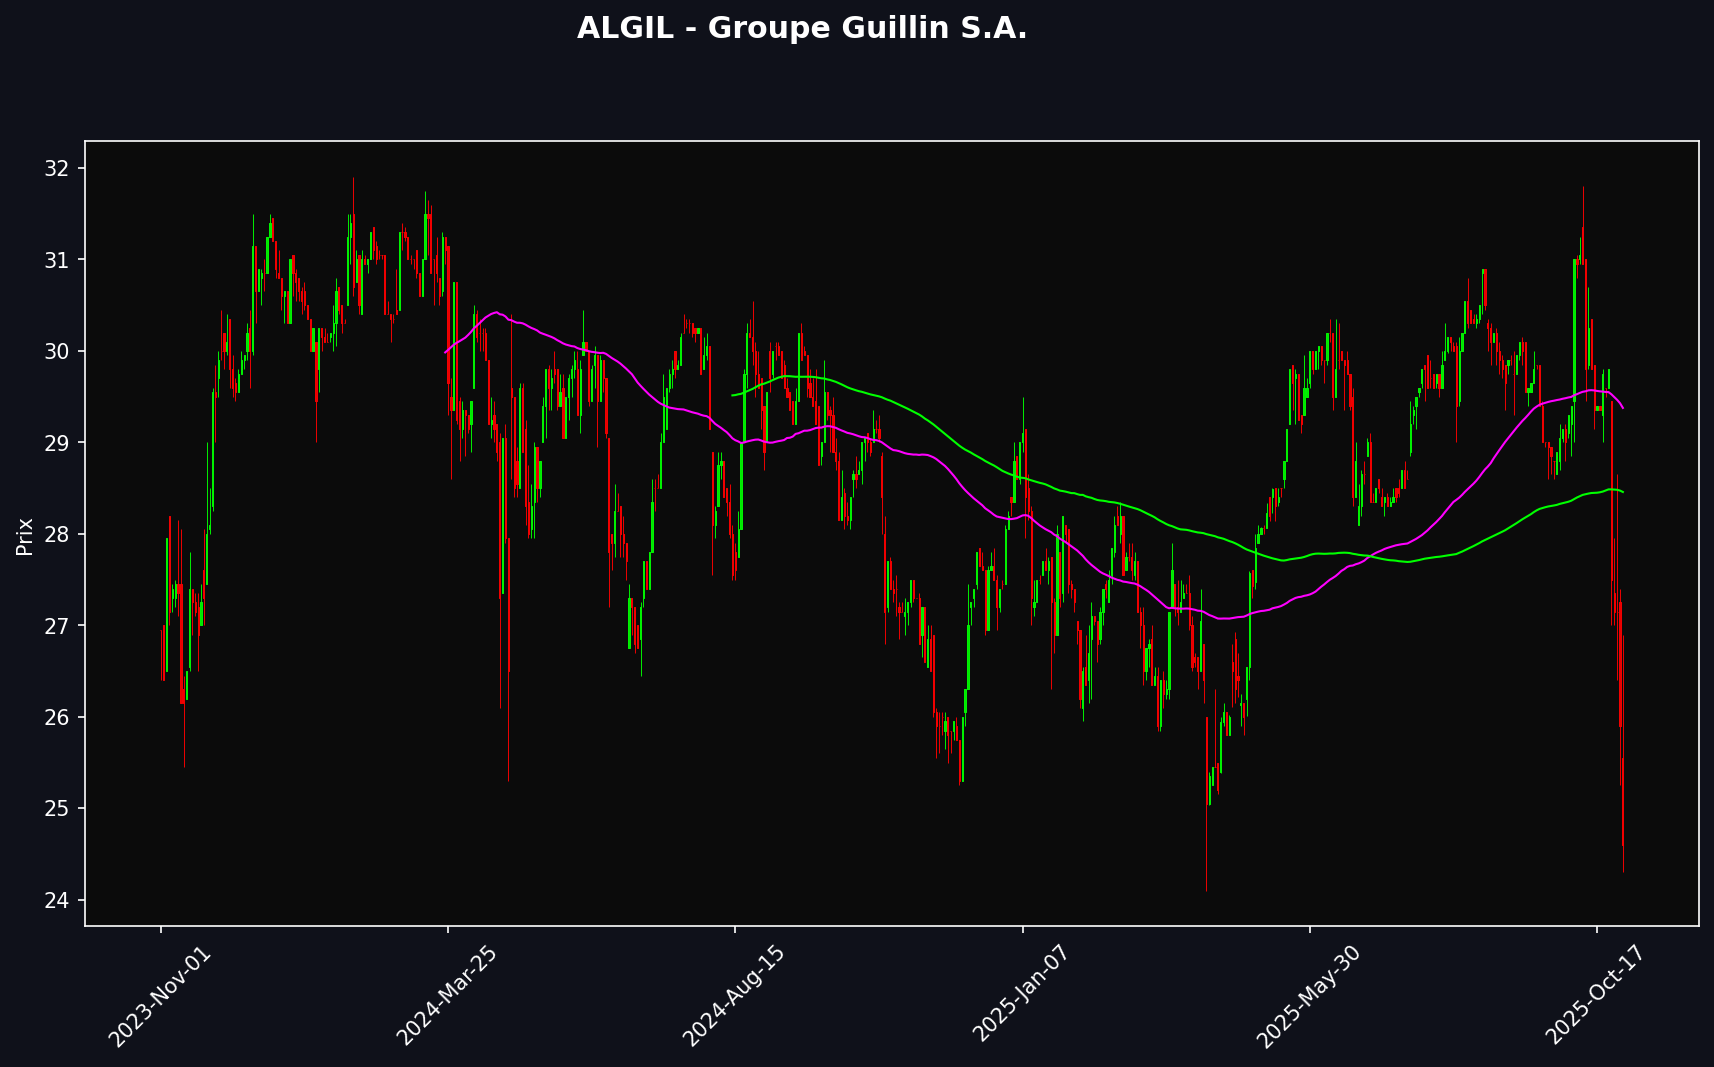 ALGIL - Groupe Guillin S.A.
Prix
32
31
30
29
28
27
26
25
24
2023-Nov-01
2024-Mar-25
2024-Aug-15
2025-Jan-07
2025-May-30
2025-Oct-17